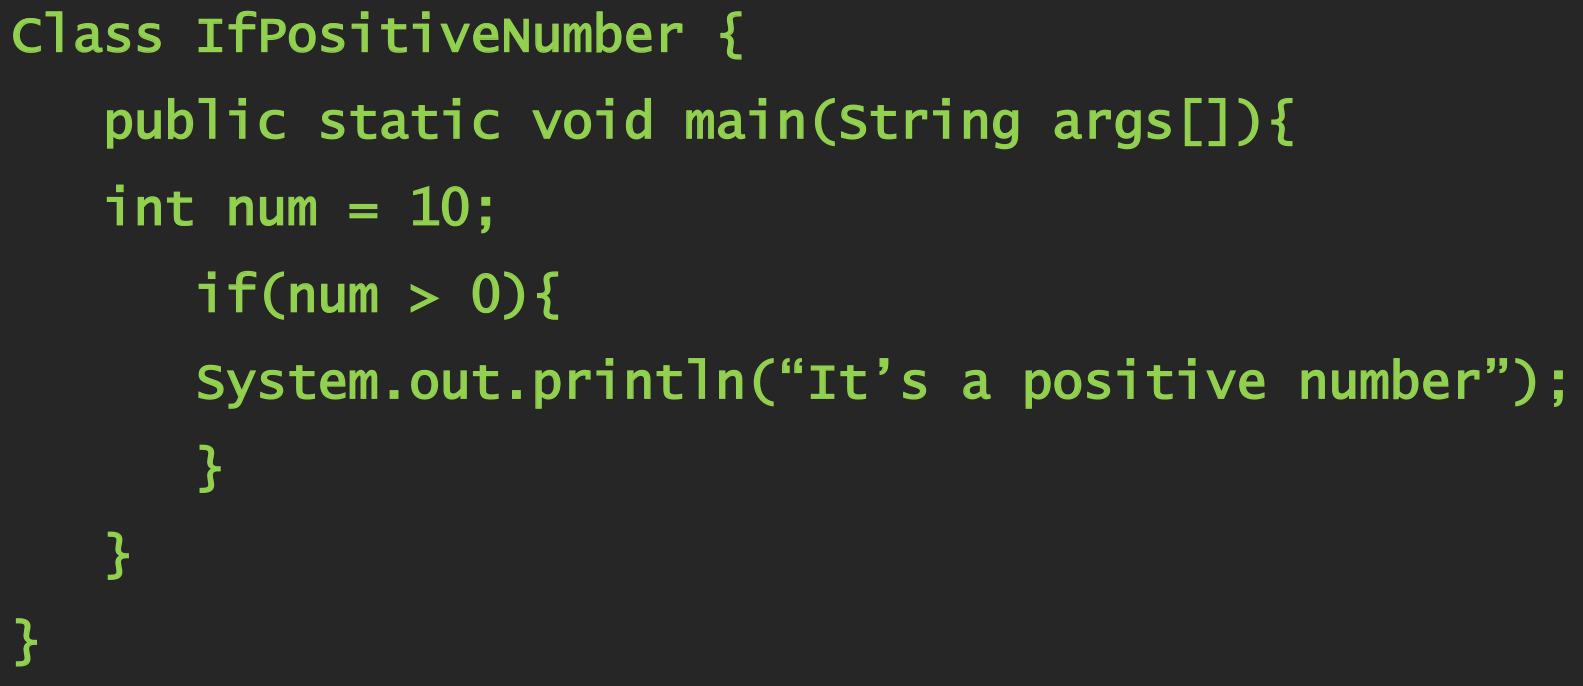 Class IfPositiveNumber {
public static void main(String args[]){
int num = 10;
if(num > 0){
System.out.println(“It’s a positive number”);
}
}
}